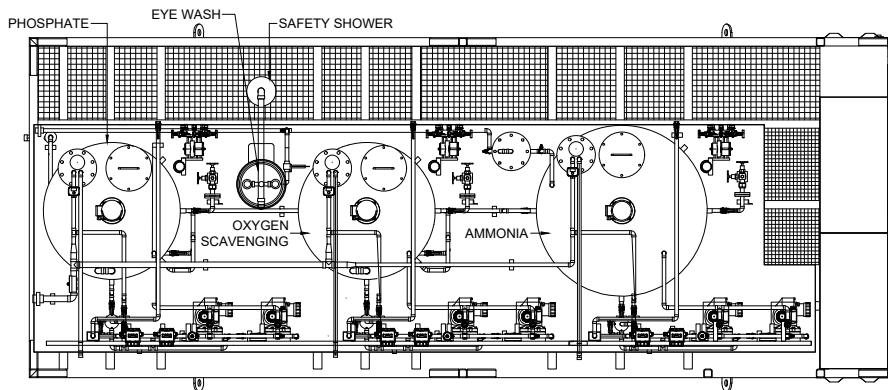 EYE WASH
PHOSPHATE
SAFETY SHOWER
OXYGEN
SCAVENGING
AMMONIA